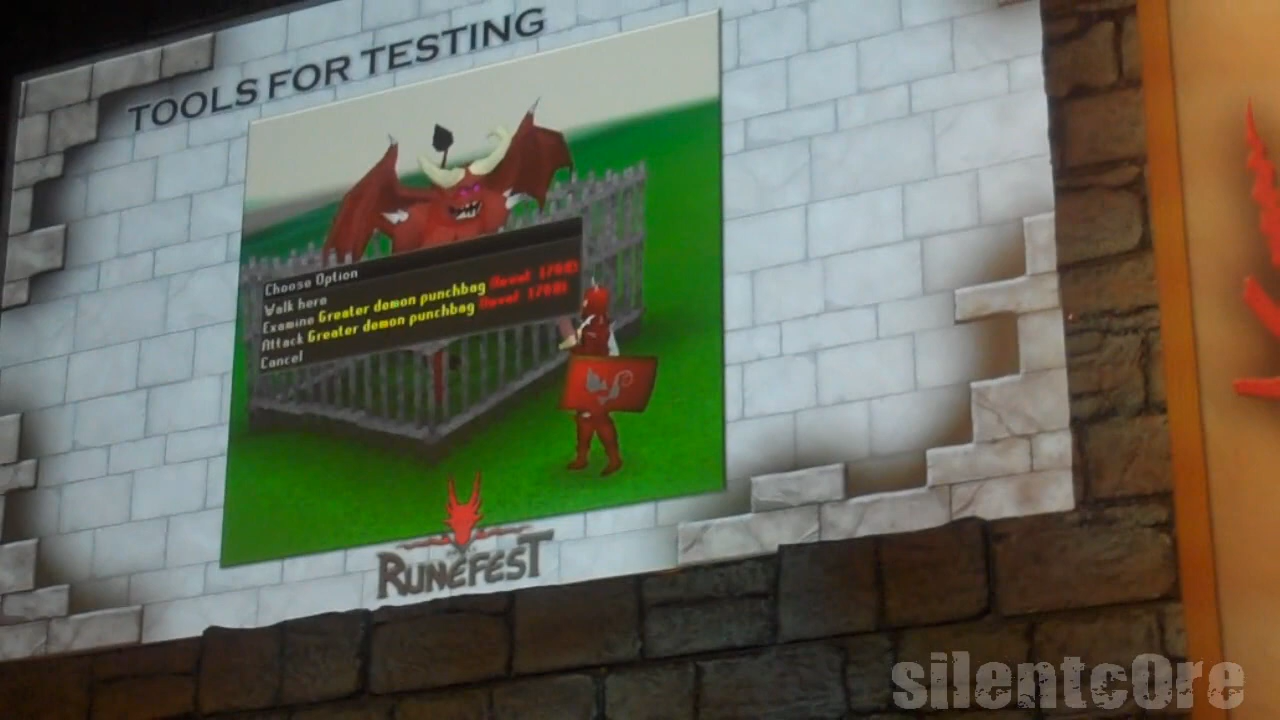 TOOLS FOR TESTING
Choose Option
Walk here
Examine Greater demon punchbag
Attack Greater demon punchbag
Cancel
RUNEFEST
silentc0re